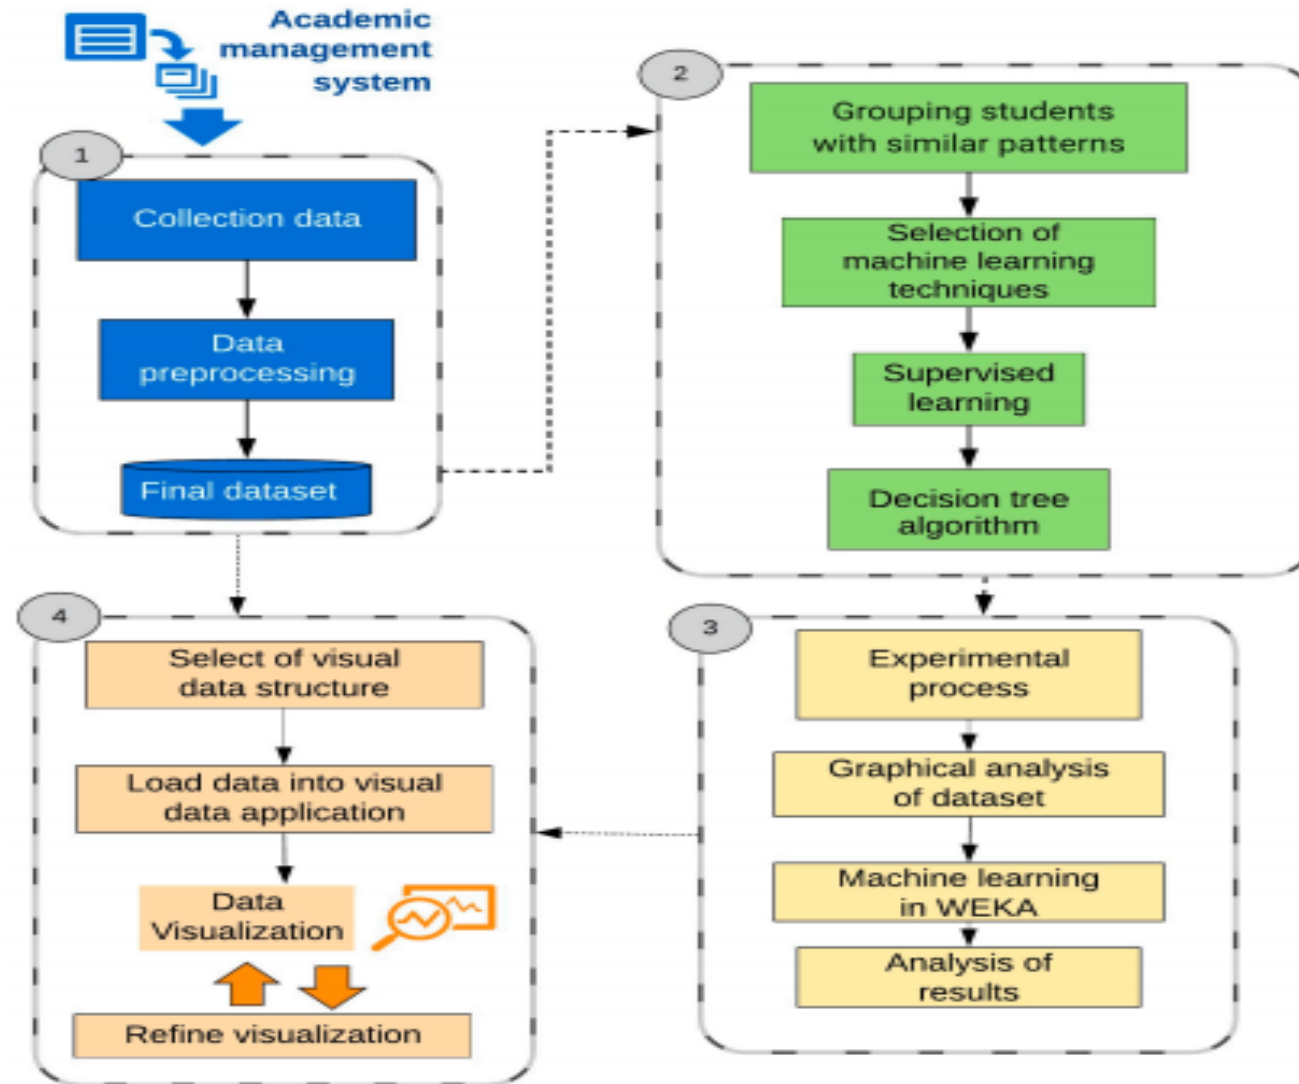 Academic
management
system
1
Collection data
Data
preprocessing
Final dataset
2
Grouping students
with similar patterns
Selection of
machine learning
techniques
Supervised
learning
Decision tree
algorithm
3
Experimental
process
Graphical analysis
of dataset
Machine learning
in WEKA
Analysis of
results
4
Select of visual
data structure
Load data into visual
data application
Data
Visualization
Refine visualization